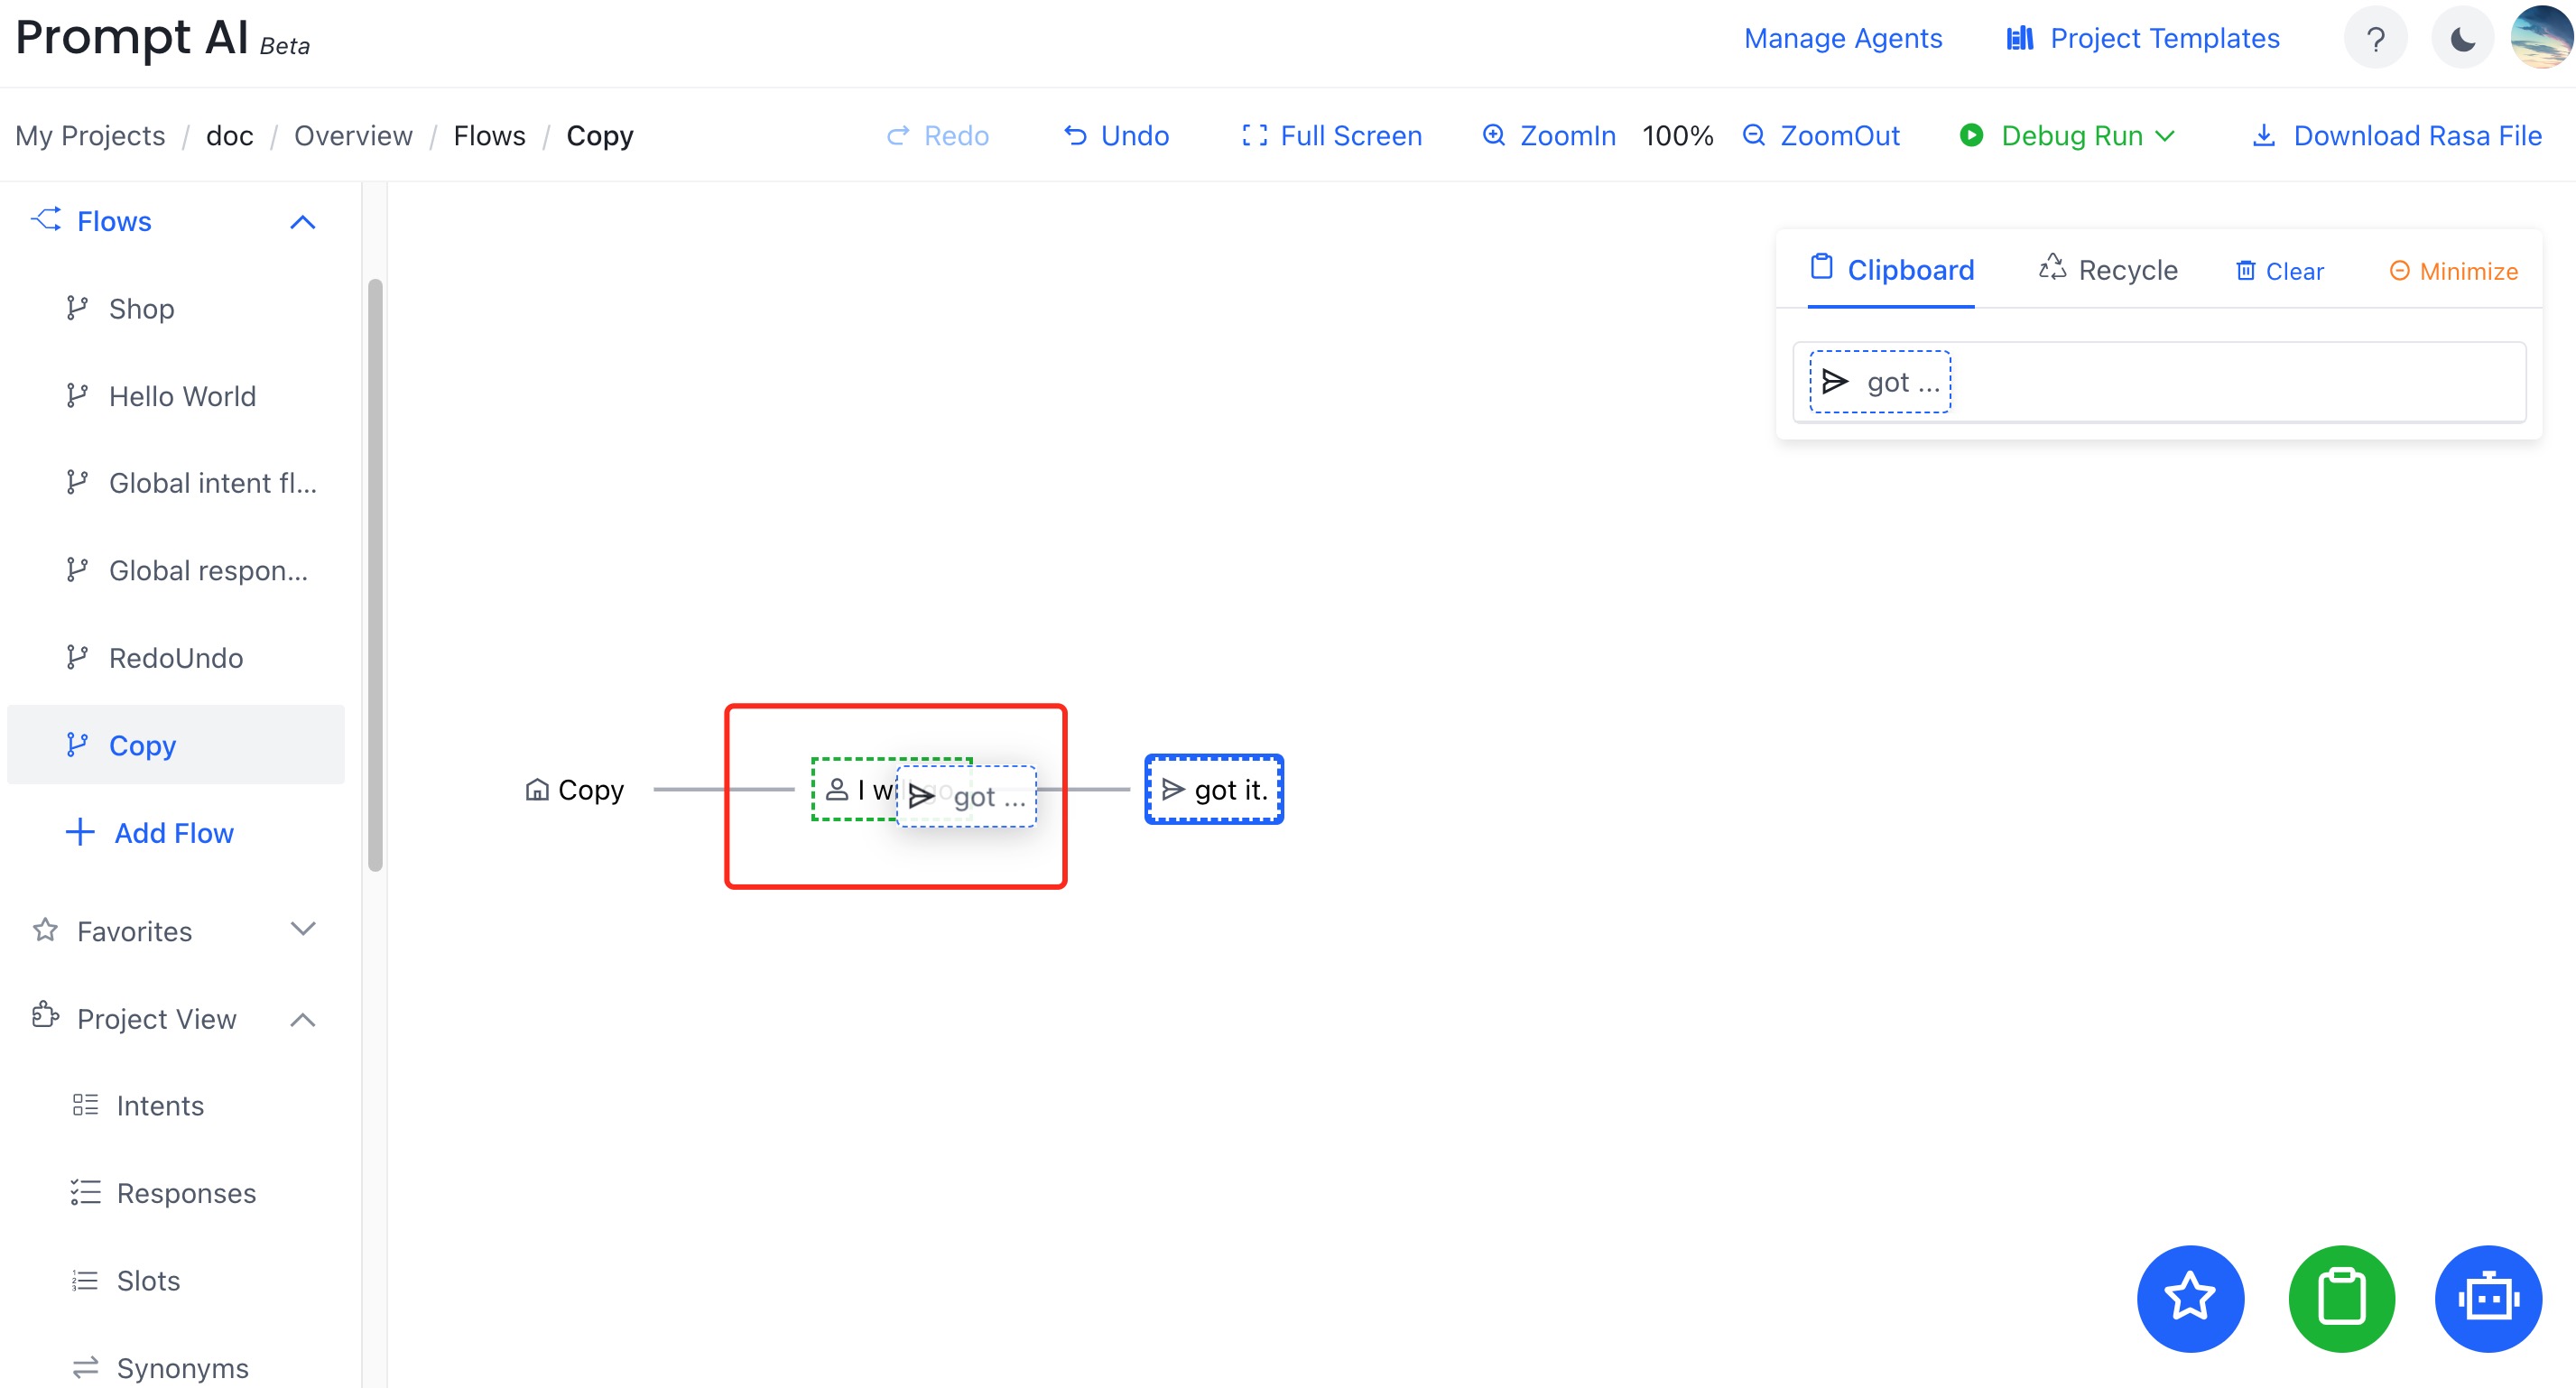 Prompt AI Beta
Manage Agents
Project Templates
?
My Projects / doc / Overview / Flows / Copy
Redo
Undo
Full Screen
ZoomIn
100%
ZoomOut
Debug Run
Download Rasa File
Flows
Shop
Hello World
Global intent fl...
Global respon...
RedoUndo
Copy
Add Flow
Favorites
Project View
Intents
Responses
Slots
Synonyms
Clipboard
Recycle
Clear
Minimize
got ...
Copy
I will go
got ...
got it.